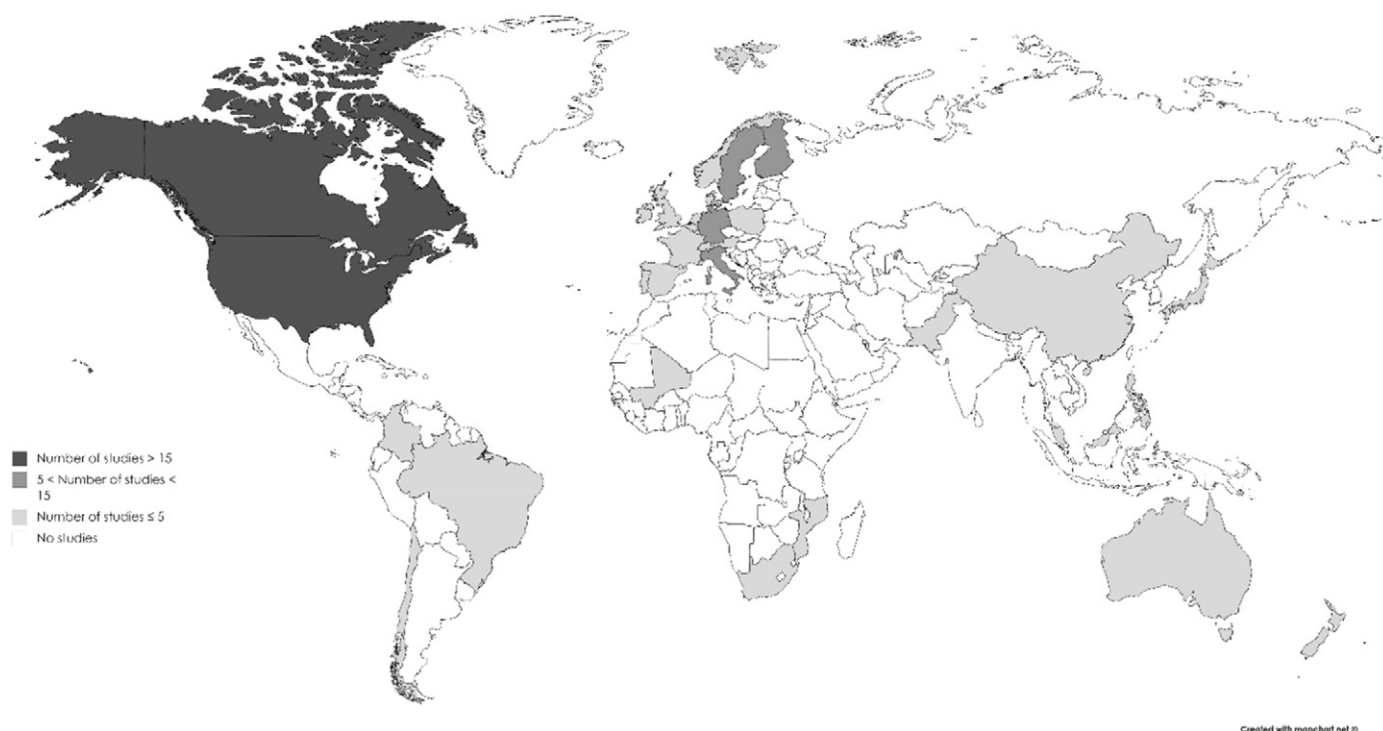 Number of studies > 15
5 < Number of studies <
15
Number of studies ≤ 5
No studies
Created with mapchart.net ©